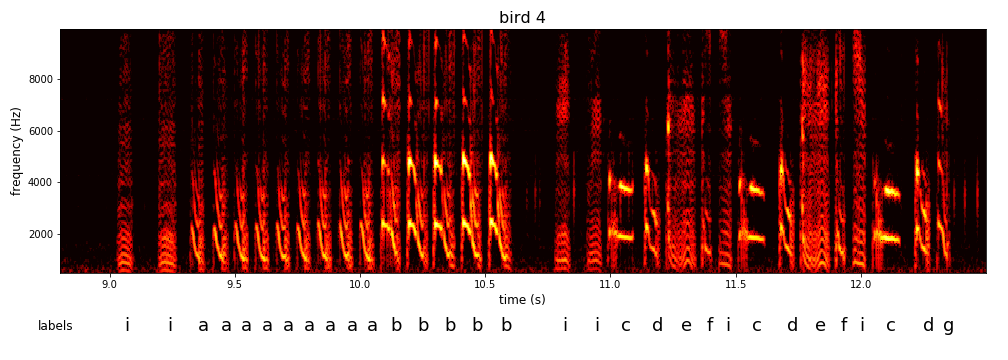 bird 4
frequency (Hz)
8000
6000
4000
2000
9.0 9.5 10.0 10.5 11.0 11.5 12.0
time (s)
labels i i a a a a a a a a a b b b b b i i c d e f i c d e f i c d g